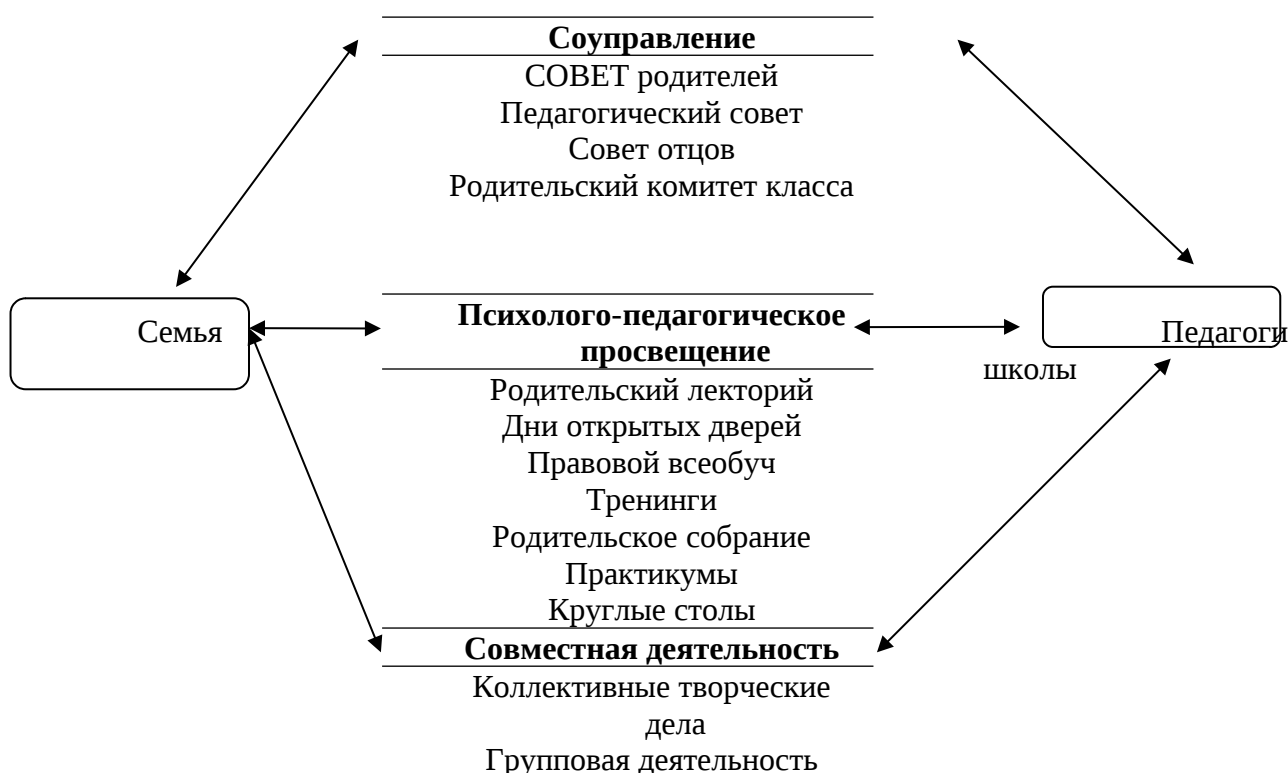 Соуправление
СОВЕТ родителей
Педагогический совет
Совет отцов
Родительский комитет класса
Семья
Психолого-педагогическое
просвещение
Педагоги
школы
Родительский лекторий
Дни открытых дверей
Правовой всеобуч
Тренинги
Родительское собрание
Практикумы
Круглые столы
Совместная деятельность
Коллективные творческие
дела
Групповая деятельность